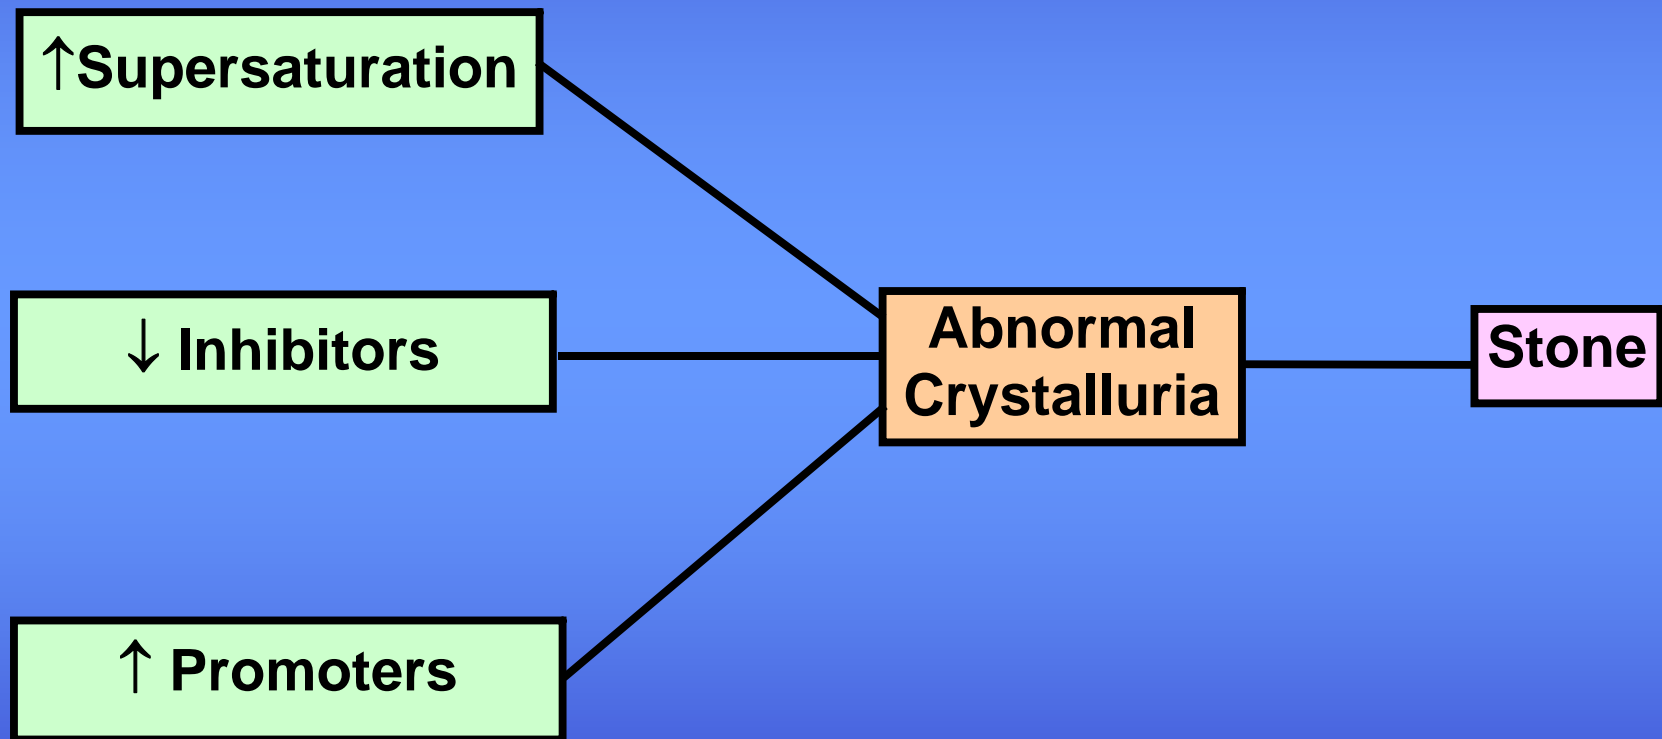 ↑Supersaturation
↓ Inhibitors
Abnormal
Crystalluria
Stone
↑ Promoters